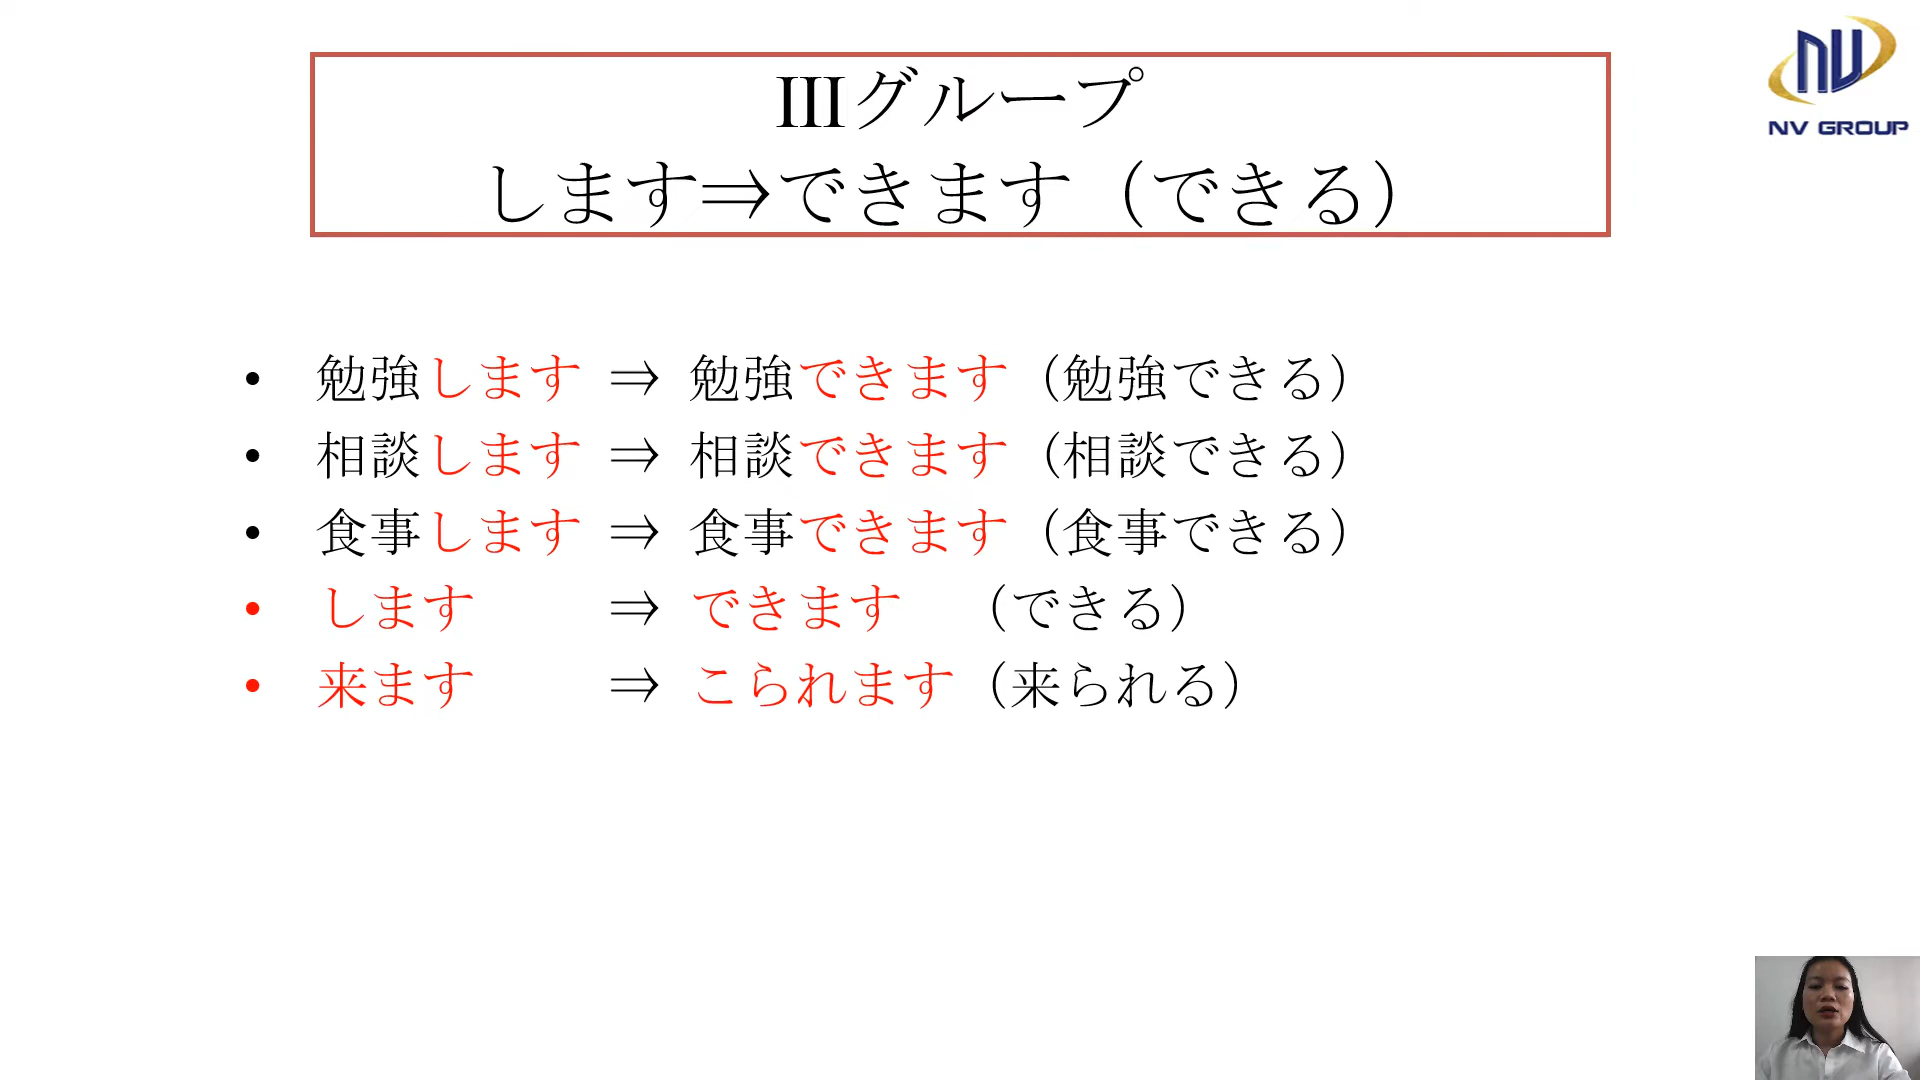 IIIグループ
します⇒できます（できる）
NV GROUP
• 勉強します ⇒ 勉強できます（勉強できる）
• 相談します ⇒ 相談できます（相談できる）
• 食事します ⇒ 食事できます（食事できる）
• します ⇒ できます （できる）
• 来ます ⇒ こられます（来られる）